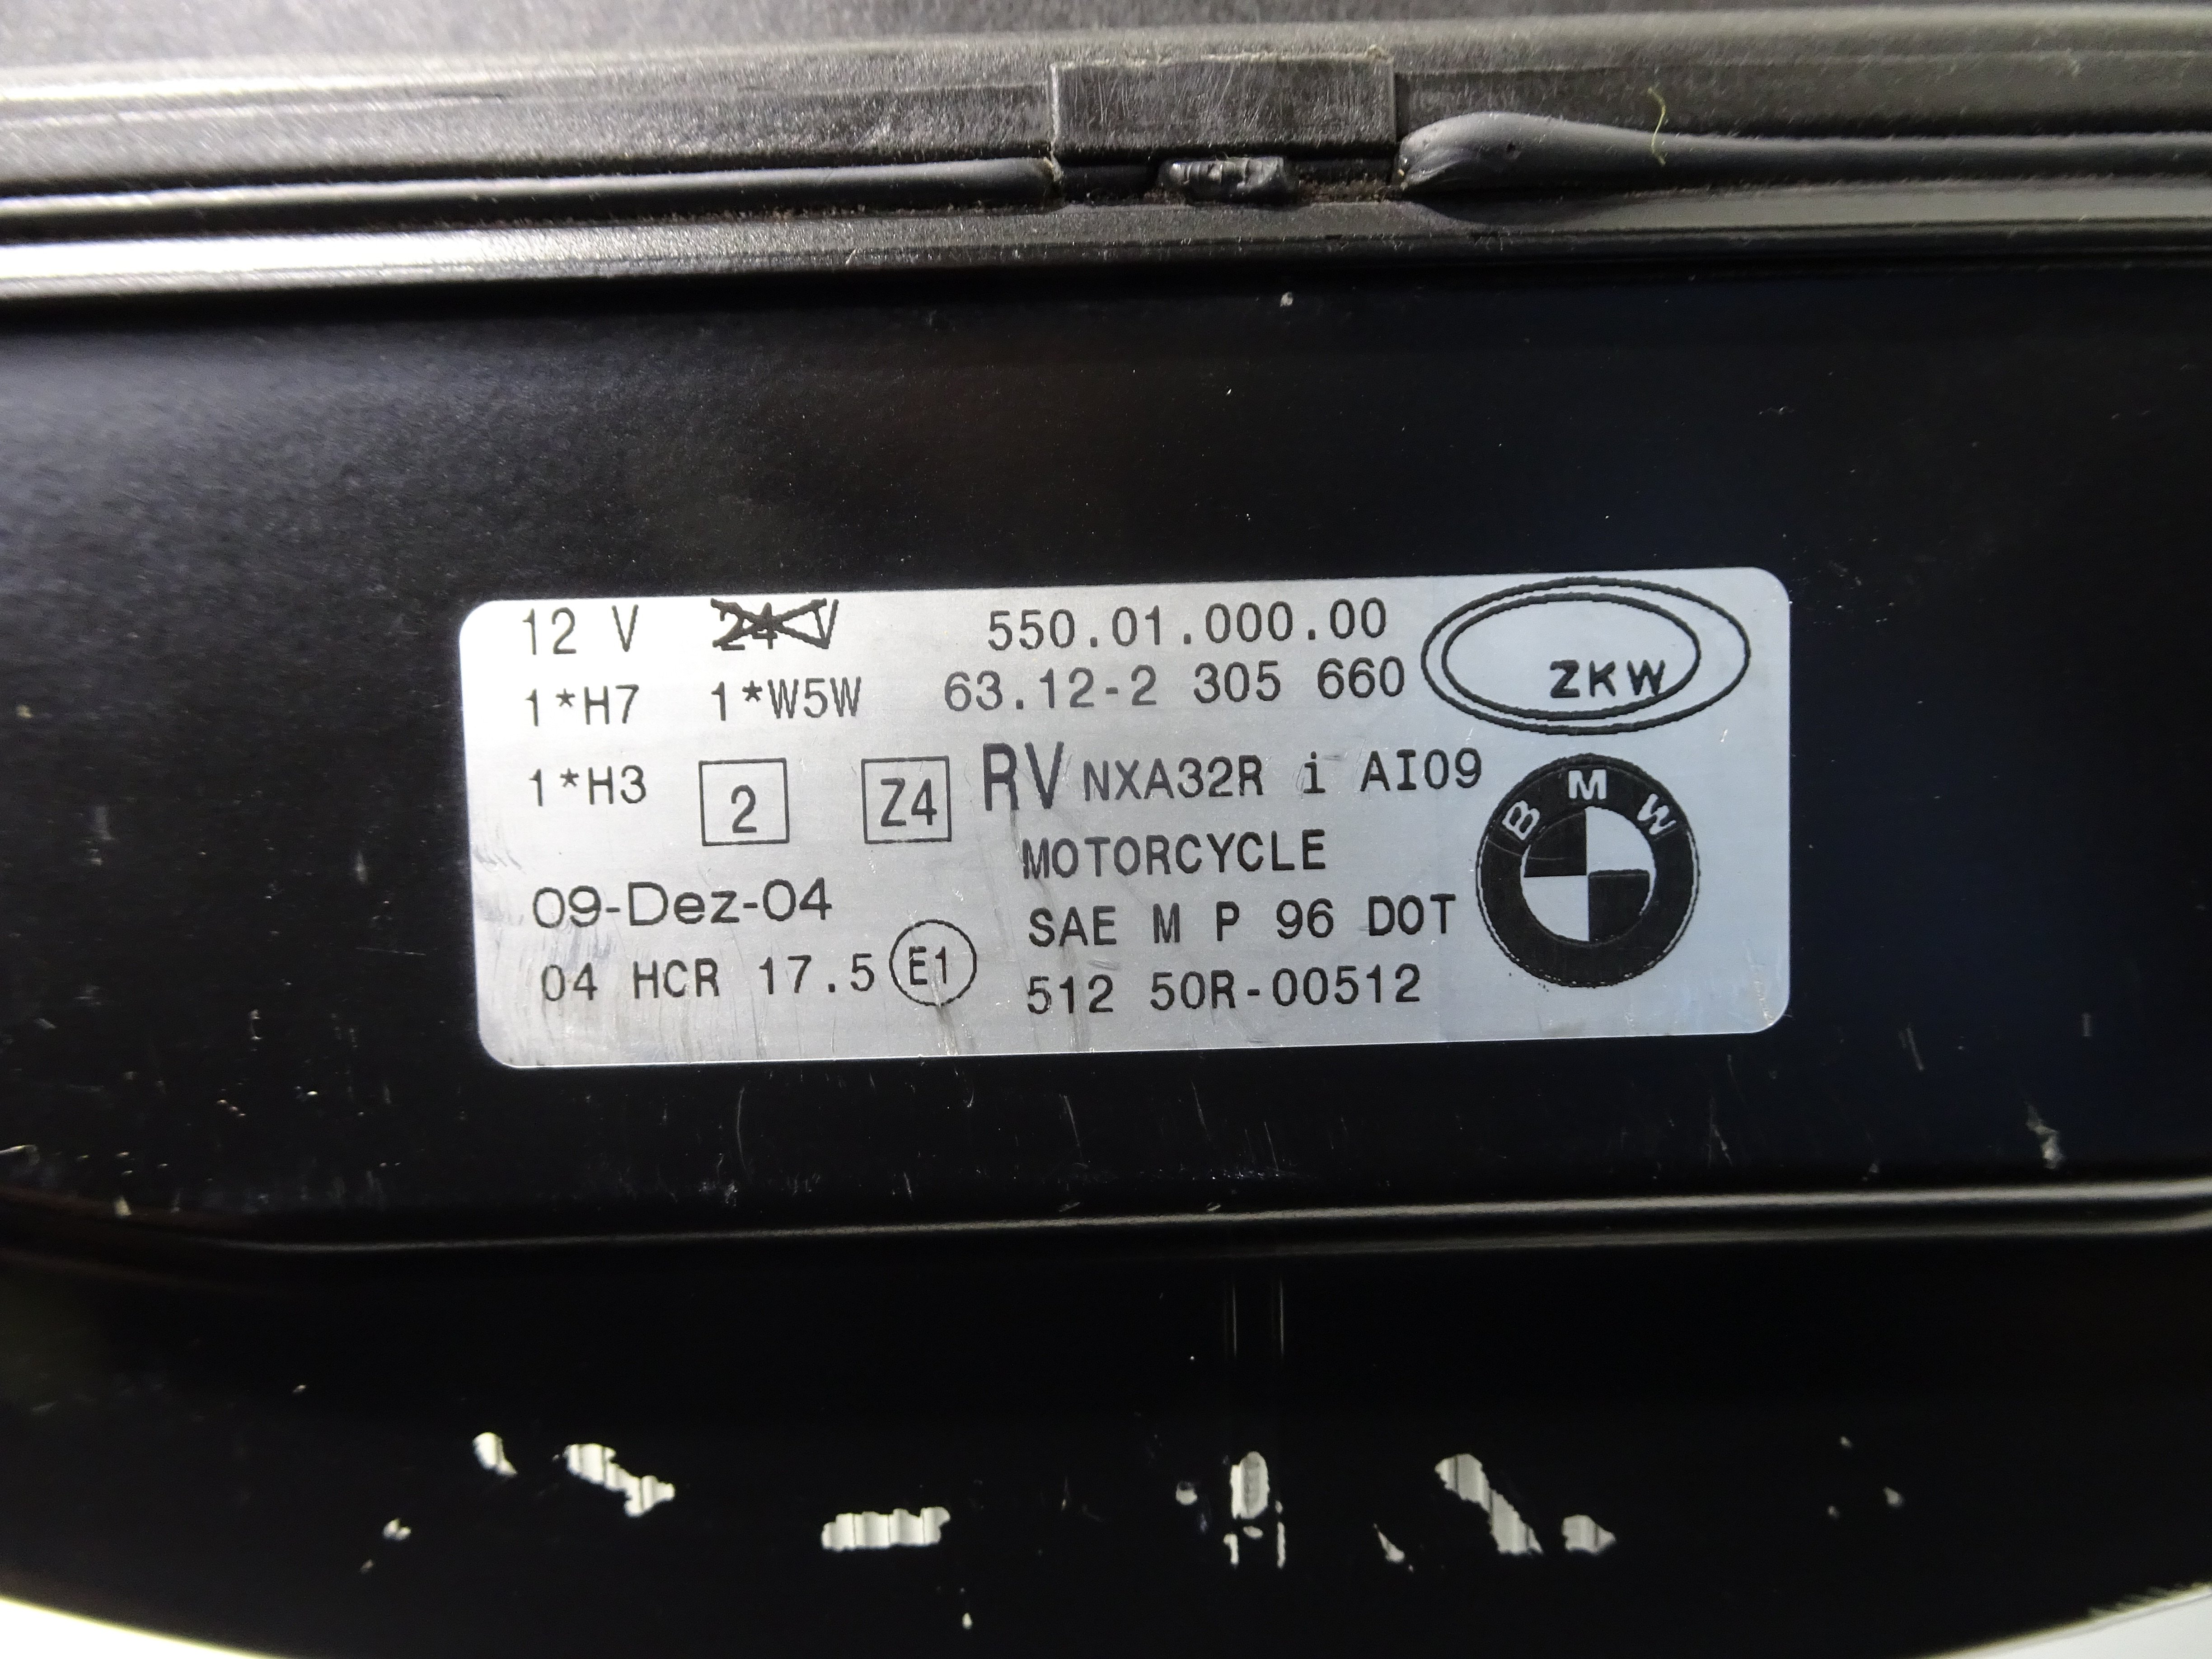 12 V 24 V 550.01.000.00
1*H7 1*W5W 63.12-2 305 660
ZKW
1*H3 2 Z4 RV NXA32R i AI09
BMW
MOTORCYCLE
09-Dez-04
SAE M P 96 DOT
04 HCR 17.5 E1 512 50R-00512